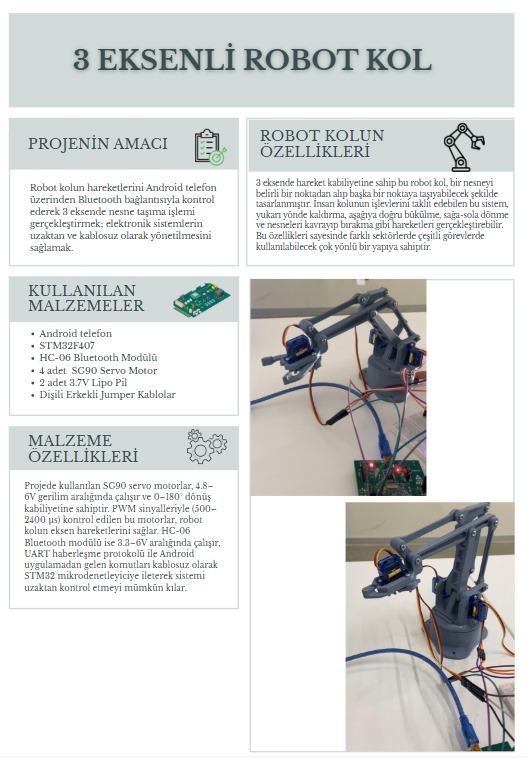 3 EKSENLİ ROBOT KOL
PROJENİN AMACI
Robot kolun hareketlerini Android telefon
üzerinden Bluetooth bağlantısıyla kontrol
ederek 3 eksende nesne taşıma işlemi
gerçekleştirmek; elektronik sistemlerin
uzaktan ve kablosuz olarak yönetilmesini
sağlamak.
ROBOT KOLUN
ÖZELLİKLERİ
3 eksende hareket kabiliyetine sahip bu robot kol, bir nesneyi
belirli bir noktadan alıp başka bir noktaya taşıyabilecek şekilde
tasarlanmıştır. İnsan kolunun işlevlerini taklit edebilen bu sistem,
yukarı yönde kaldırma, aşağıya doğru bükülme, sağa-sola dönme
ve nesneleri kavrayıp bırakma gibi hareketleri gerçekleştirebilir.
Bu özellikleri sayesinde farklı sektörlerde çeşitli görevlerde
kullanılabilecek çok yönlü bir yapıya sahiptir.
KULLANILAN
MALZEMELER
• Android telefon
• STM32F407
• HC-06 Bluetooth Modülü
• 4 adet SG90 Servo Motor
• 2 adet 3.7V Lipo Pil
• Dişili Erkekli Jumper Kablolar
MALZEME
ÖZELLİKLERİ
Projede kullanılan SG90 servo motorlar, 4.8–
6V gerilim aralığında çalışır ve 0–180° dönüş
kabiliyetine sahiptir. PWM sinyalleriyle (500–
2400 µs) kontrol edilen bu motorlar, robot
kolun eksen hareketlerini sağlar. HC-06
Bluetooth modülü ise 3.3–6V aralığında çalışır,
UART haberleşme protokolü ile Android
uygulamadan gelen komutları kablosuz olarak
STM32 mikrodenetleyiciye ileterek sistemi
uzaktan kontrol etmeyi mümkün kılar.